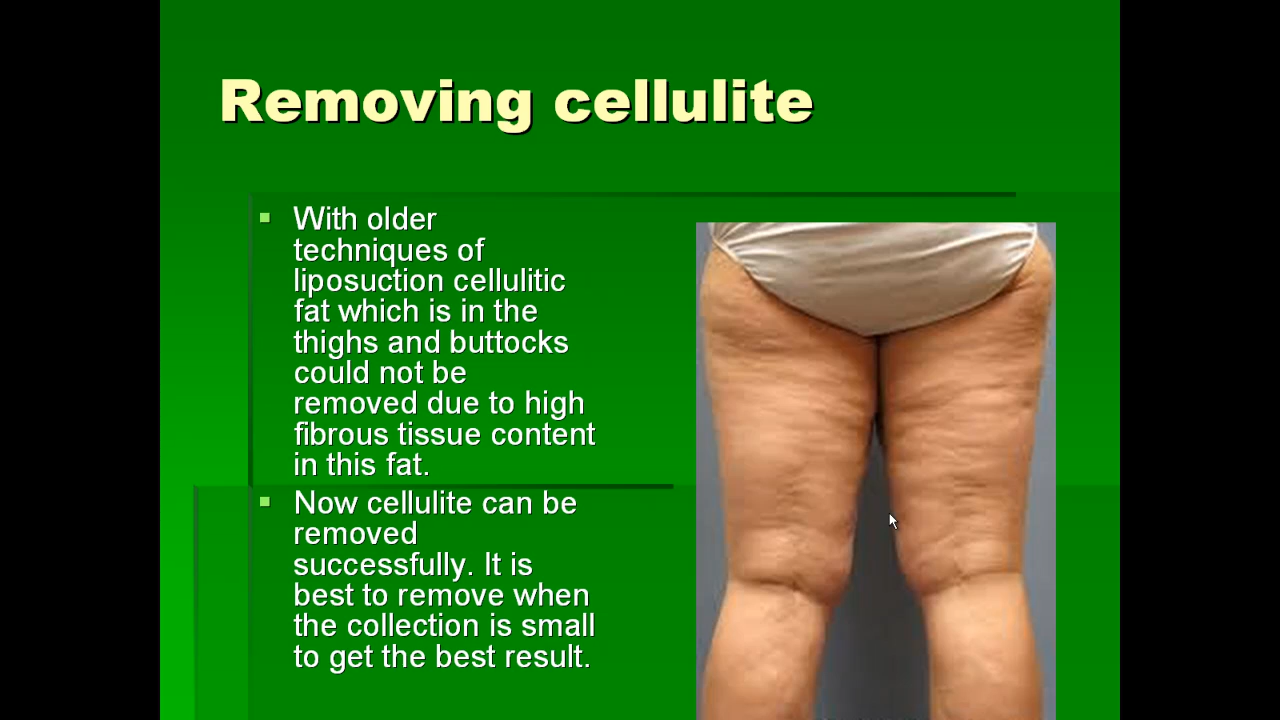 Removing cellulite
With older
techniques of
liposuction cellulitic
fat which is in the
thighs and buttocks
could not be
removed due to high
fibrous tissue content
in this fat.
Now cellulite can be
removed
successfully. It is
best to remove when
the collection is small
to get the best result.